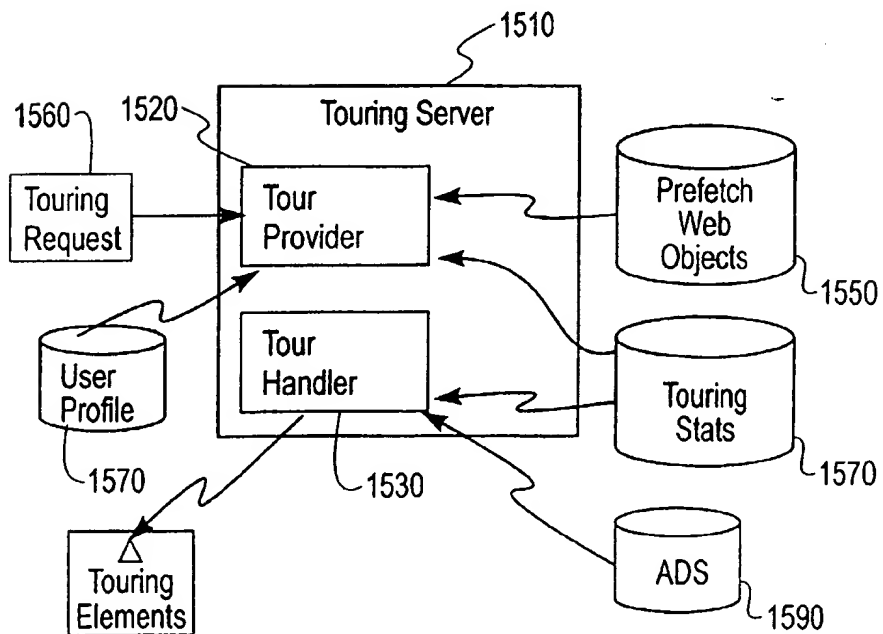 1510
1560
1520
Touring Server
Touring
Request
Tour
Provider
Prefetch
Web
Objects
1550
User
Profile
1570
Tour
Handler
1530
Touring
Stats
1570
Touring
Elements
ADS
1590